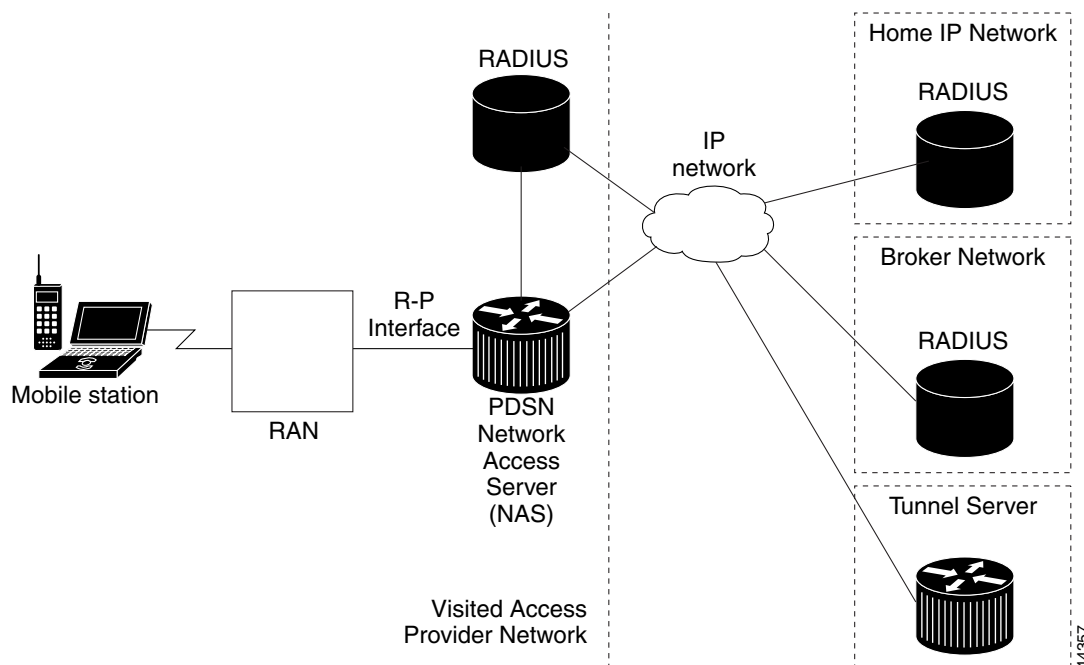 Home IP Network
RADIUS
RADIUS
IP
network
Broker Network
R-P
Interface
RADIUS
Mobile station
RAN
PDSN
Network
Access
Server
(NAS)
Tunnel Server
Visited Access
Provider Network